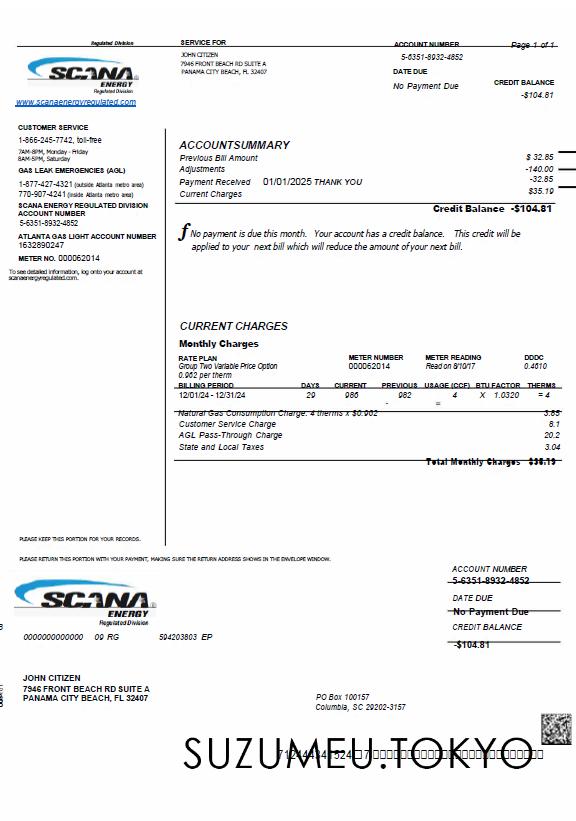 Regulated Division
SERVICE FOR
ACCOUNT NUMBER
Page 1 of 1
JOHN CITIZEN
7946 FRONT BEACH RD SUITE A
PANAMA CITY BEACH, FL 32407
5-6351-8932-4852
DATE DUE
No Payment Due
CREDIT BALANCE
-$104.81
SCANA
ENERGY
Regulated Division
www.scanaenergyregulated.com
CUSTOMER SERVICE
1-866-245-7742, toll-free
7AM-8PM, Monday - Friday
8AM-5PM, Saturday
GAS LEAK EMERGENCIES (AGL)
1-877-427-4321 (outside Atlanta metro area)
770-907-4241 (inside Atlanta metro area)
SCANA ENERGY REGULATED DIVISION
ACCOUNT NUMBER
5-6351-8932-4852
ATLANTA GAS LIGHT ACCOUNT NUMBER
1632890247
METER NO. 000062014
To see detailed information, log onto your account at
scanaenergyregulated.com.
ACCOUNTSUMMARY
Previous Bill Amount $ 32.85
Adjustments -140.00
Payment Received 01/01/2025 THANK YOU -32.85
Current Charges $35.19
Credit Balance -$104.81
f No payment is due this month. Your account has a credit balance. This credit will be
applied to your next bill which will reduce the amount of your next bill.
CURRENT CHARGES
Monthly Charges
RATE PLAN METER NUMBER METER READING DDDC
Group Two Variable Price Option 000062014 Read on 8/10/17 0.4610
0.962 per therm
BILLING PERIOD DAYS CURRENT PREVIOUS USAGE (CCF) BTU FACTOR THERMS
12/01/24 - 12/31/24 29 986 982 4 X 1.0320 = 4
- =
Natural Gas Consumption Charge: 4 therms x $0.962 3.85
Customer Service Charge 8.1
AGL Pass-Through Charge 20.2
State and Local Taxes 3.04
Total Monthly Charges $35.19
PLEASE KEEP THIS PORTION FOR YOUR RECORDS.
PLEASE RETURN THIS PORTION WITH YOUR PAYMENT, MAKING SURE THE RETURN ADDRESS SHOWS IN THE ENVELOPE WINDOW.
SCANA
ENERGY
Regulated Division
ACCOUNT NUMBER
5-6351-8932-4852
DATE DUE
No Payment Due
CREDIT BALANCE
-$104.81
0000000000000 09 RG 594203803 EP
JOHN CITIZEN
7946 FRONT BEACH RD SUITE A
PANAMA CITY BEACH, FL 32407
PO Box 100157
Columbia, SC 29202-3157
SUZUMEU.TOKYO